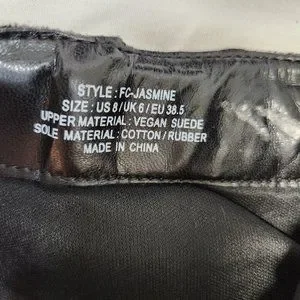 STYLE : FC-JASMINE
SIZE : US 8 / UK 6 / EU 38.5
UPPER MATERIAL : VEGAN SUEDE
SOLE MATERIAL : COTTON / RUBBER
MADE IN CHINA